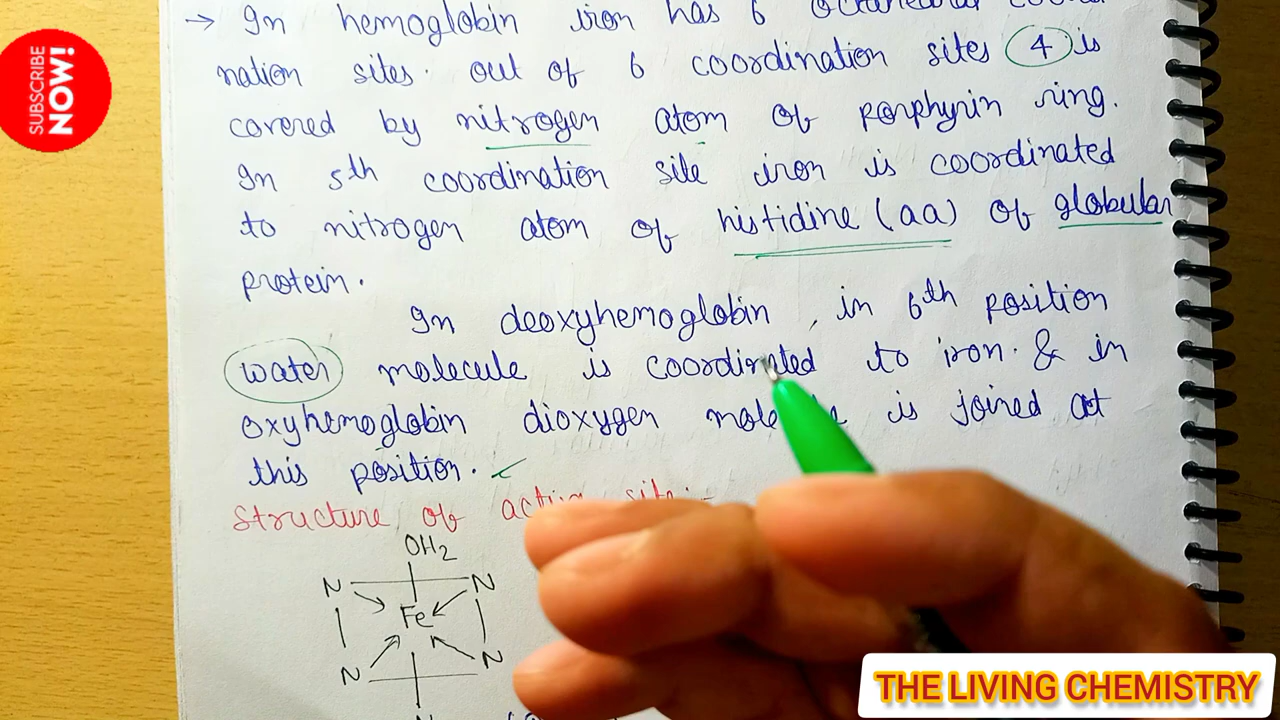 SUBSCRIBE
NOW!
→ In hemoglobin iron has 6
nation sites. out of 6 coordination sites 4 is
covered by nitrogen atom of porphyrin ring.
In 5th coordination site iron is coordinated
to nitrogen atom of histidine (aa) of globular
protein.
In deoxyhemoglobin, in 6th position
water molecule is coordinated to iron. & in
oxyhemoglobin dioxygen molecule is joined at
this position.
Structure of
OH2
N N
Fe
N N
THE LIVING CHEMISTRY